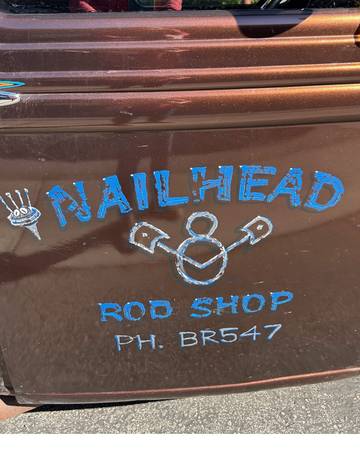 NAILHEAD
ROD SHOP
PH. BR547